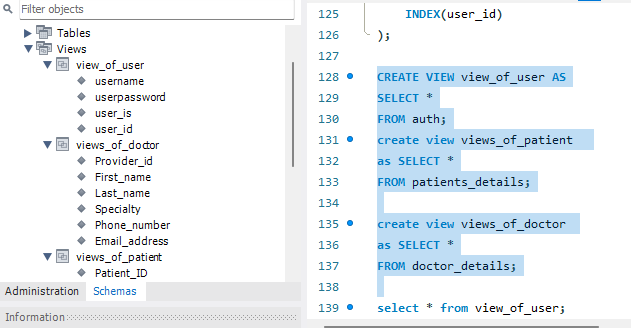 Filter objects
Tables
Views
view_of_user
username
userpassword
user_is
user_id
views_of_doctor
Provider_id
First_name
Last_name
Specialty
Phone_number
Email_address
views_of_patient
Patient_ID
Administration Schemas
Information
125 INDEX(user_id)
126 );
127
128 CREATE VIEW view_of_user AS
129 SELECT *
130 FROM auth;
131 create view views_of_patient
132 as SELECT *
133 FROM patients_details;
134
135 create view views_of_doctor
136 as SELECT *
137 FROM doctor_details;
138
139 select * from view_of_user;